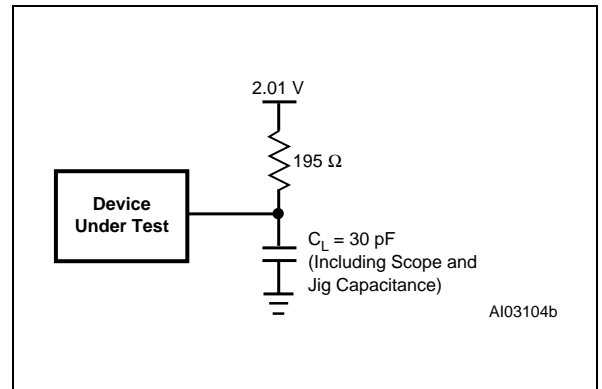 2.01 V
195 Ω
Device
Under Test
C_L = 30 pF
(Including Scope and
Jig Capacitance)
AI03104b